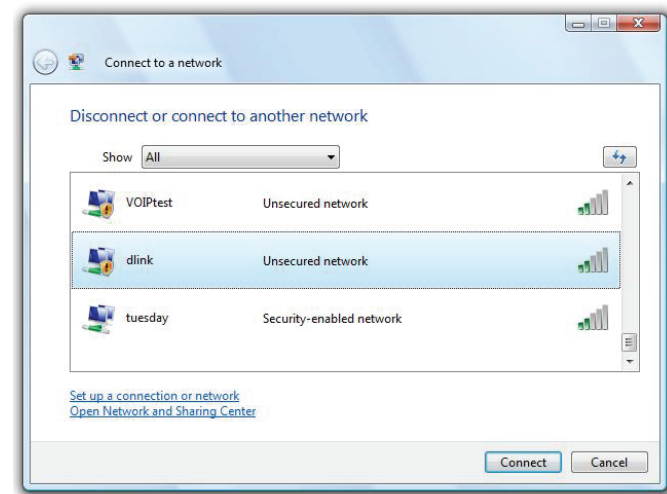 Connect to a network
Disconnect or connect to another network
Show All
VOIPtest Unsecured network
dlink Unsecured network
tuesday Security-enabled network
Set up a connection or network
Open Network and Sharing Center
Connect Cancel